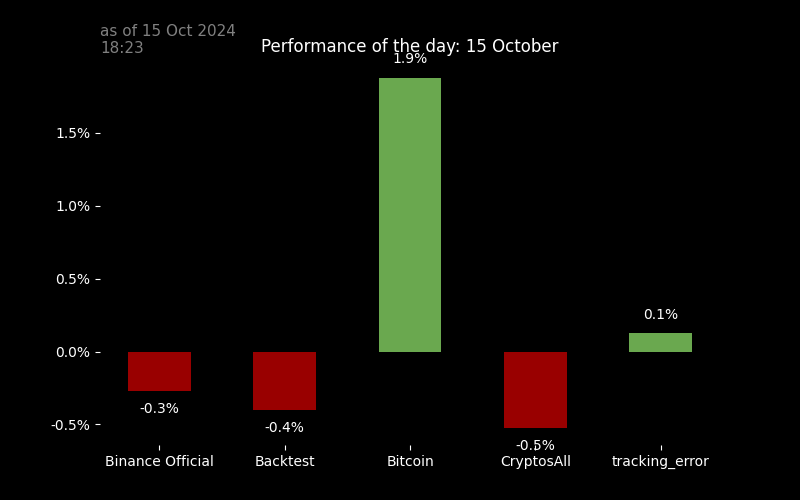 as of 15 Oct 2024
18:23
Performance of the day: 15 October
1.9%
1.5%
1.0%
0.5%
0.1%
0.0%
-0.3%
-0.4%
-0.5%
-0.5%
Binance Official
Backtest
Bitcoin
CryptosAll
tracking_error